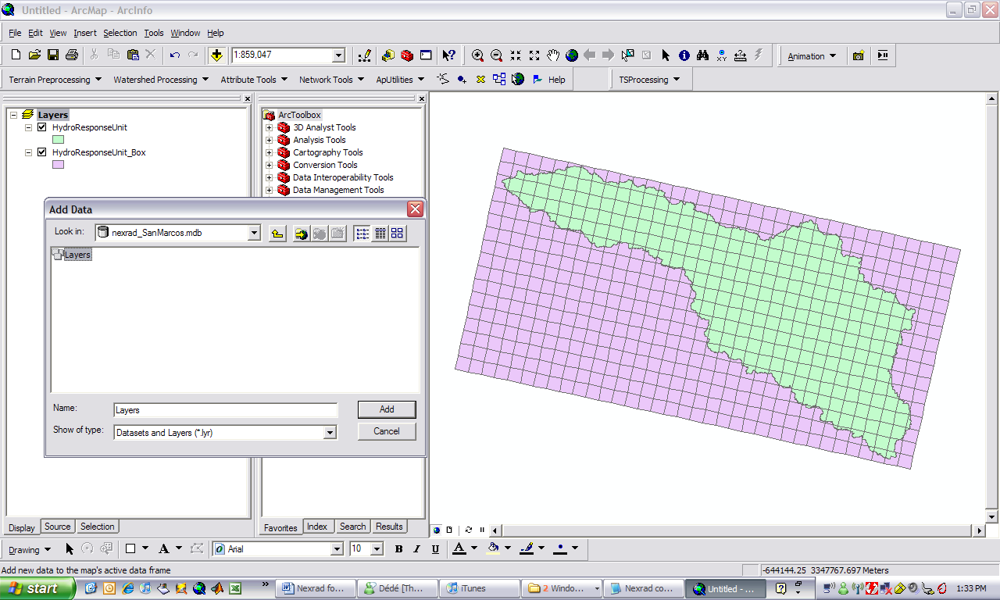 Untitled - ArcMap - ArcInfo
File Edit View Insert Selection Tools Window Help
1:859,047
Animation
Terrain Preprocessing Watershed Processing Attribute Tools Network Tools ApUtilities Help TSProcessing
Layers
HydroResponseUnit
HydroResponseUnit_Box
ArcToolbox
3D Analyst Tools
Analysis Tools
Cartography Tools
Conversion Tools
Data Interoperability Tools
Data Management Tools
Add Data
Look in: nexrad_SanMarcos.mdb
Layers
Name: Layers
Add
Show of type: Datasets and Layers (*.lyr)
Cancel
Display Source Selection
Favorites Index Search Results
Drawing A Arial 10 B I U A
Add new data to the map's active data frame
-644144.25 3347767.697 Meters
start
Nexrad fo...
Dédé [Th...
iTunes
2 Windo...
Nexrad co...
Untitled - ...
1:33 PM